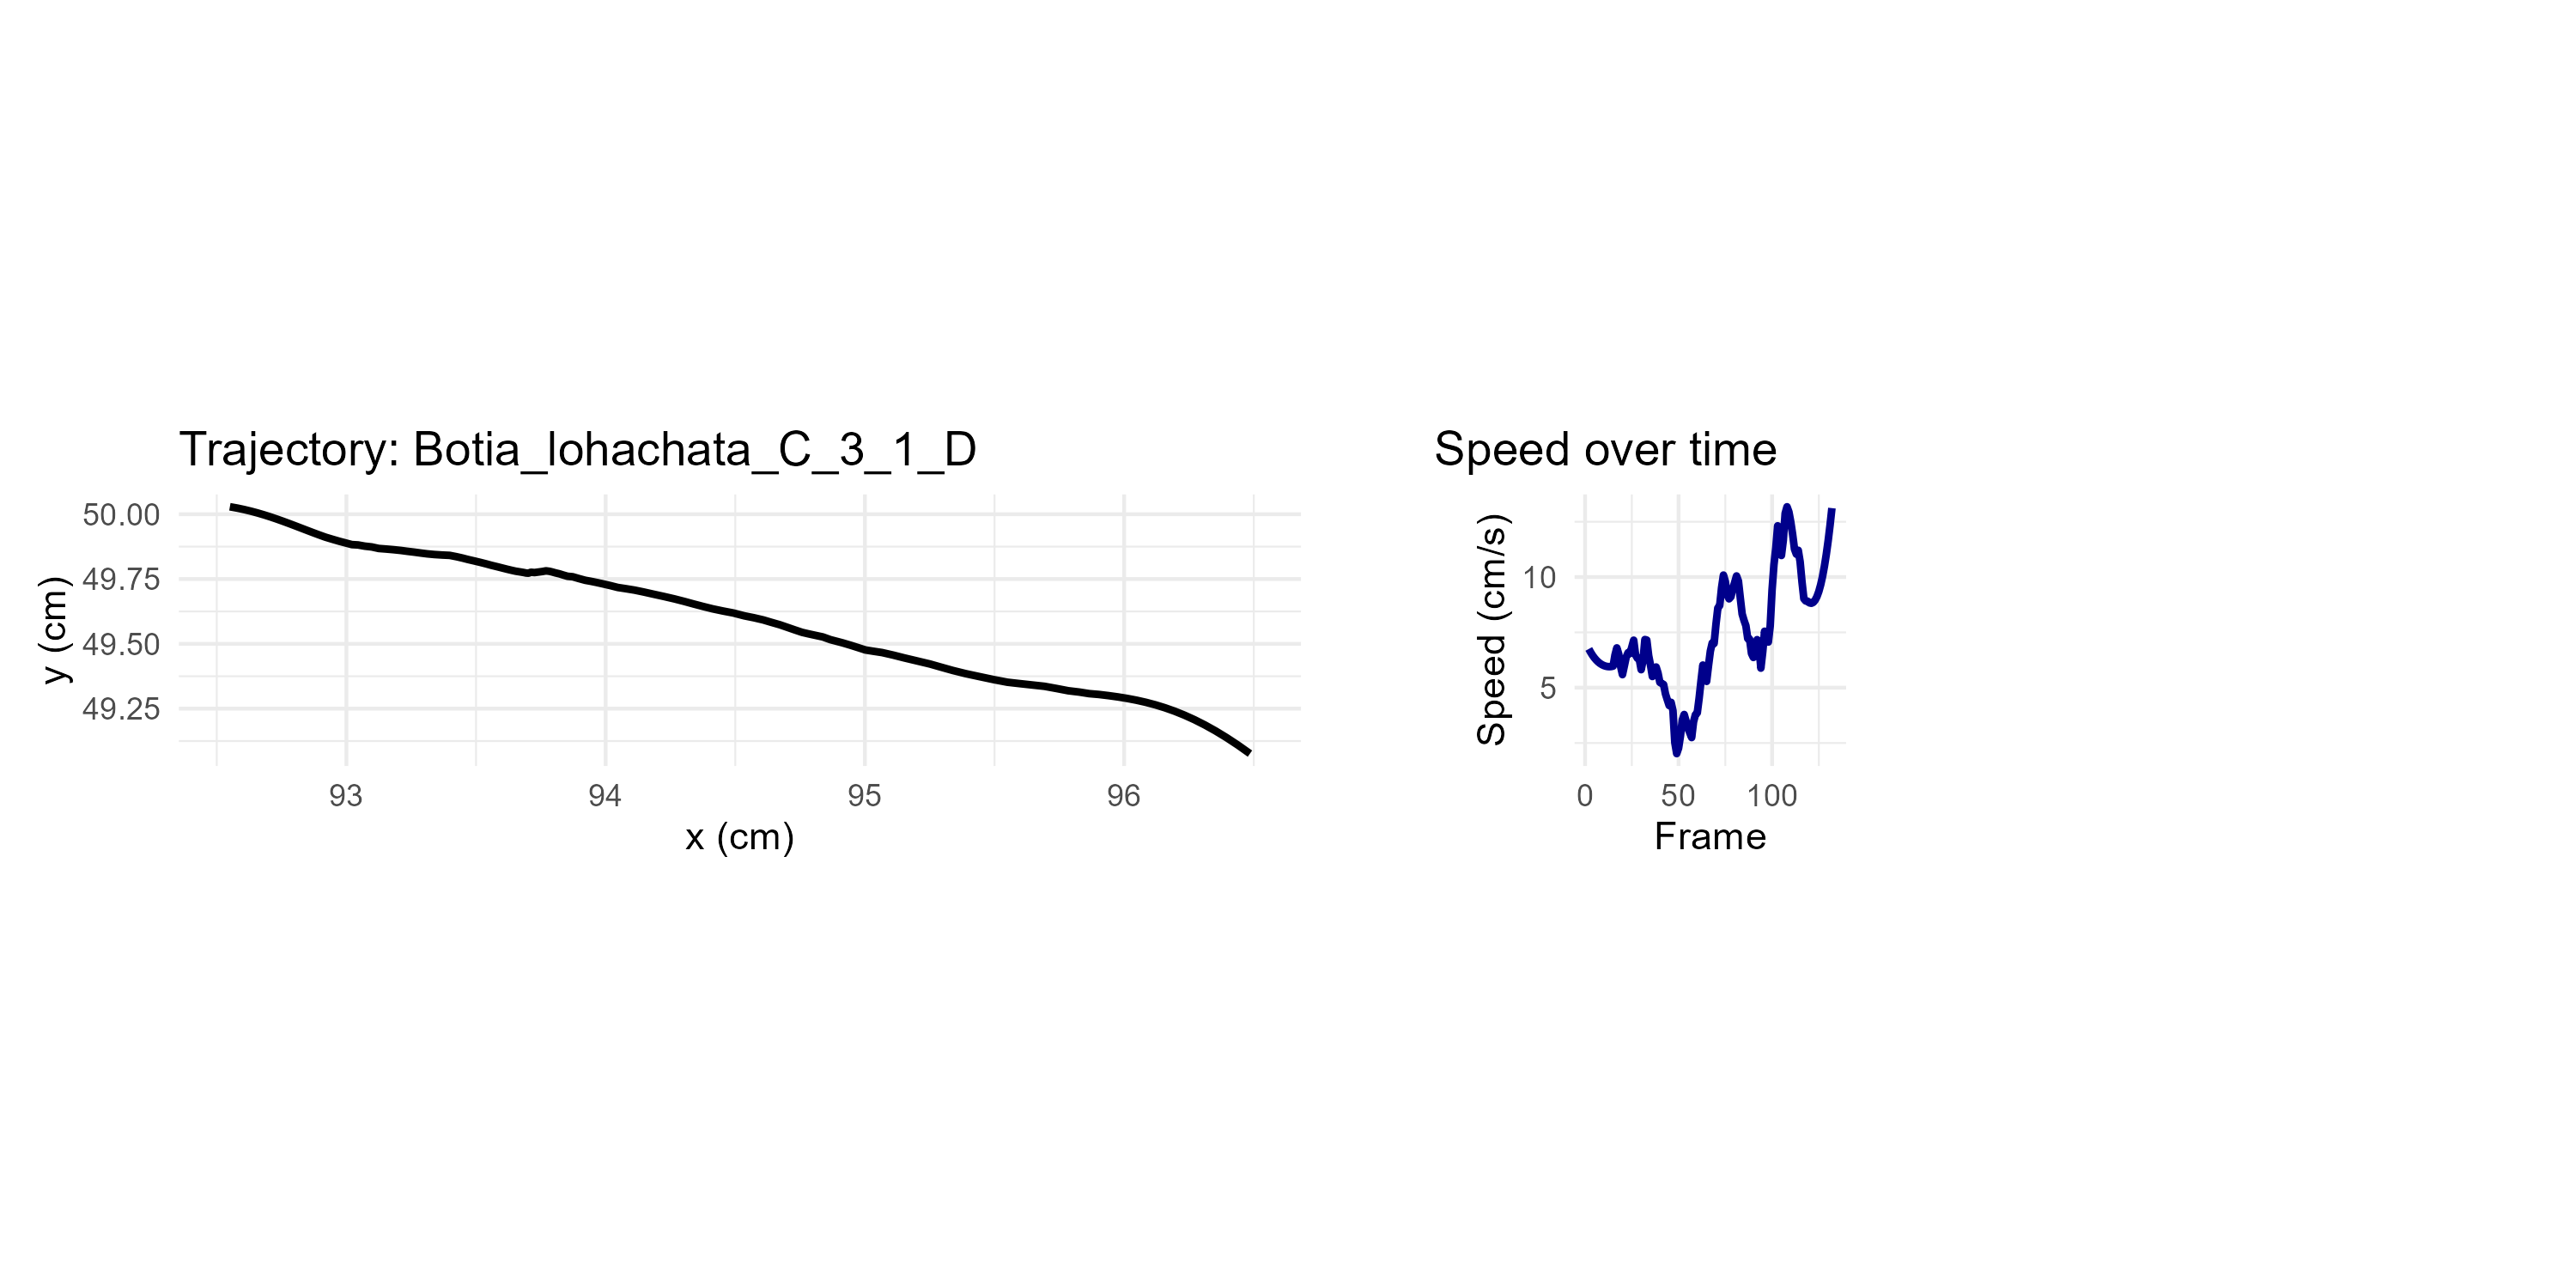 Trajectory: Botia_lohachata_C_3_1_D
50.00
49.75
49.50
49.25
y (cm)
93 94 95 96
x (cm)
Speed over time
10
5
Speed (cm/s)
0 50 100
Frame